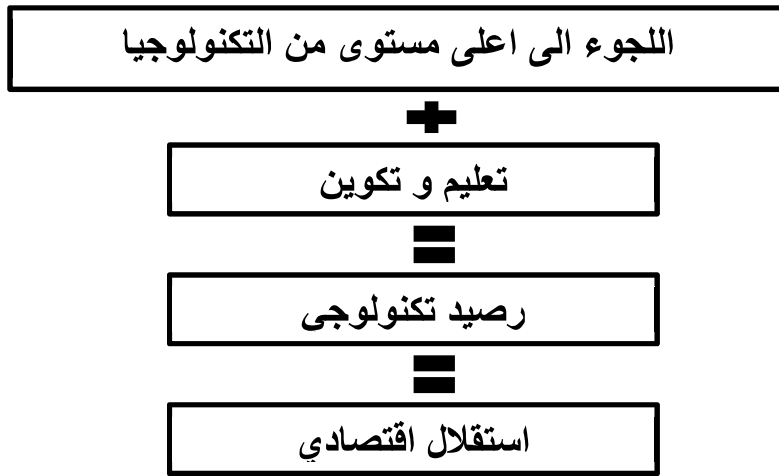 اللجوء الى اعلى مستوى من التكنولوجيا
+
تعليم و تكوين
=
رصيد تكنولوجى
=
استقلال اقتصادي